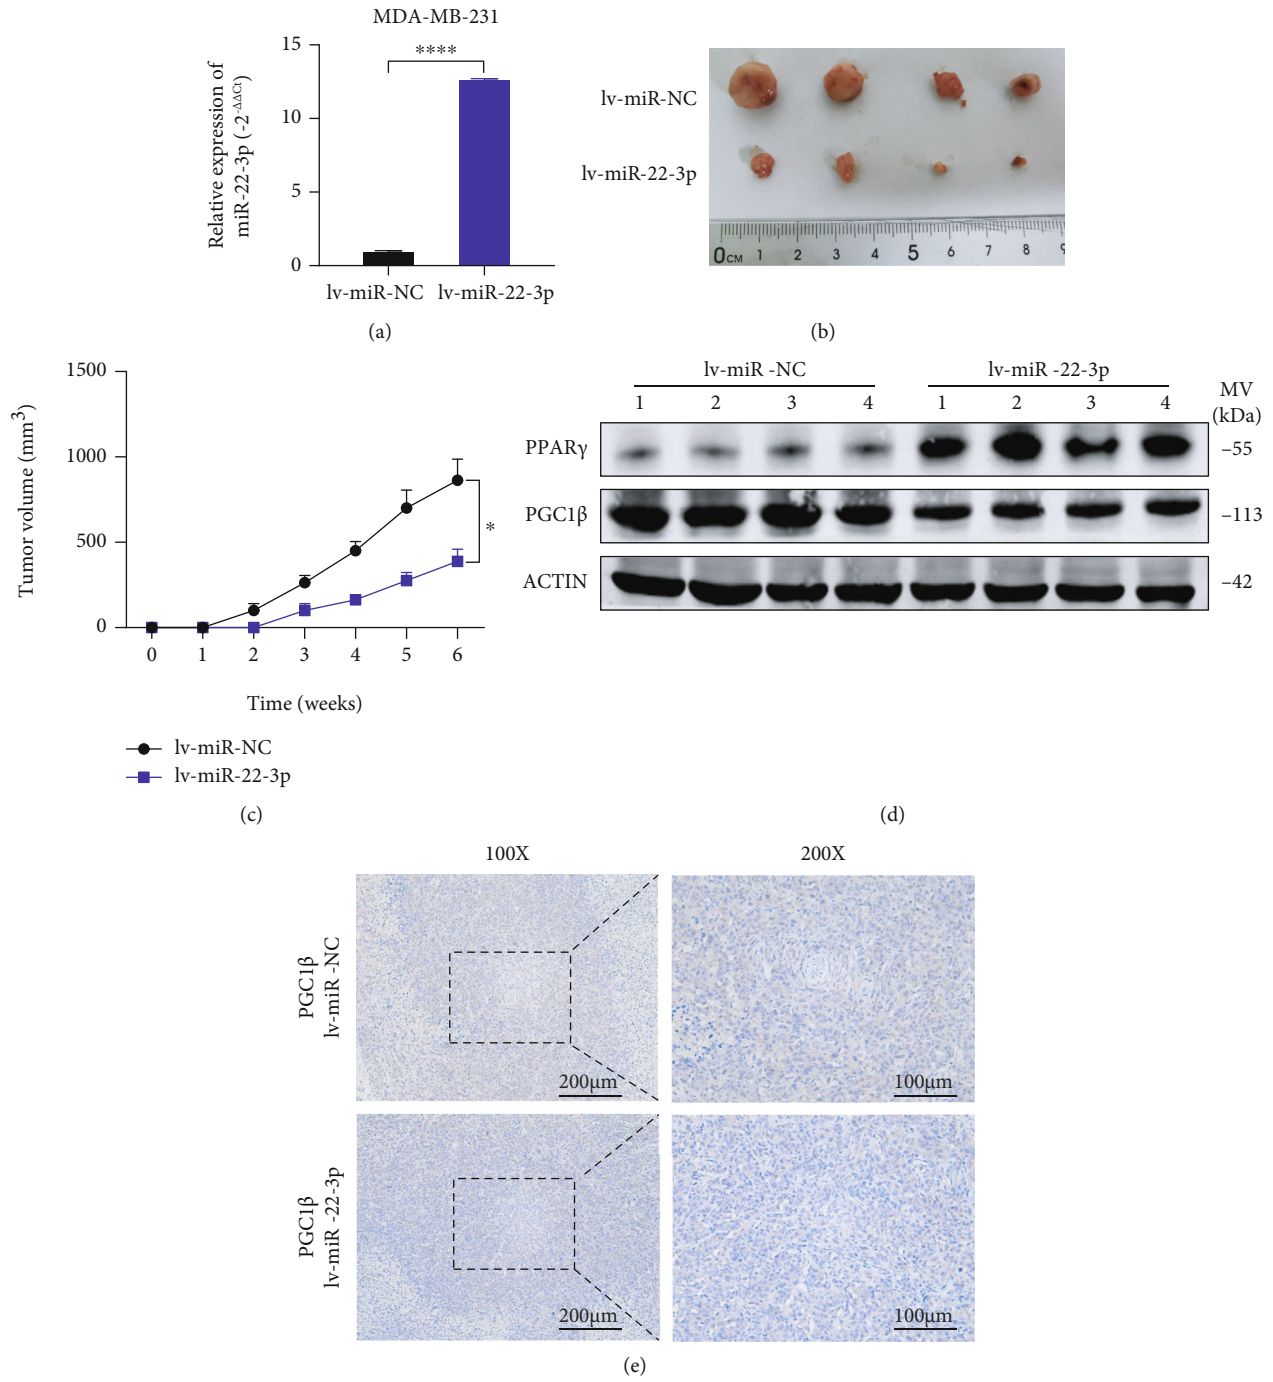 MDA-MB-231
Relative expression of
miR-22-3p (-2^-ΔΔCt)
15
10
5
0
****
lv-miR-NC lv-miR-22-3p
(a)
lv-miR-NC
lv-miR-22-3p
0CM 1 2 3 4 5 6 7 8 9
(b)
Tumor volume (mm³)
1500
1000
500
0
*
0 1 2 3 4 5 6
Time (weeks)
lv-miR-NC
lv-miR-22-3p
(c)
lv-miR -NC lv-miR -22-3p
1 2 3 4 1 2 3 4 MV
(kDa)
PPARγ –55
PGC1β –113
ACTIN –42
(d)
100X 200X
PGC1β
lv-miR -NC
200μm 100μm
PGC1β
lv-miR -22-3p
200μm 100μm
(e)